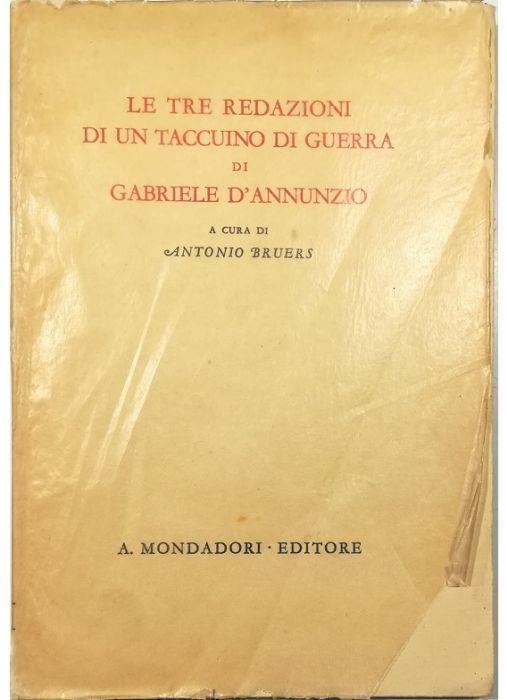 LE TRE REDAZIONI
DI UN TACCUINO DI GUERRA
DI
GABRIELE D'ANNUNZIO
A CURA DI
ANTONIO BRUERS
A. MONDADORI · EDITORE